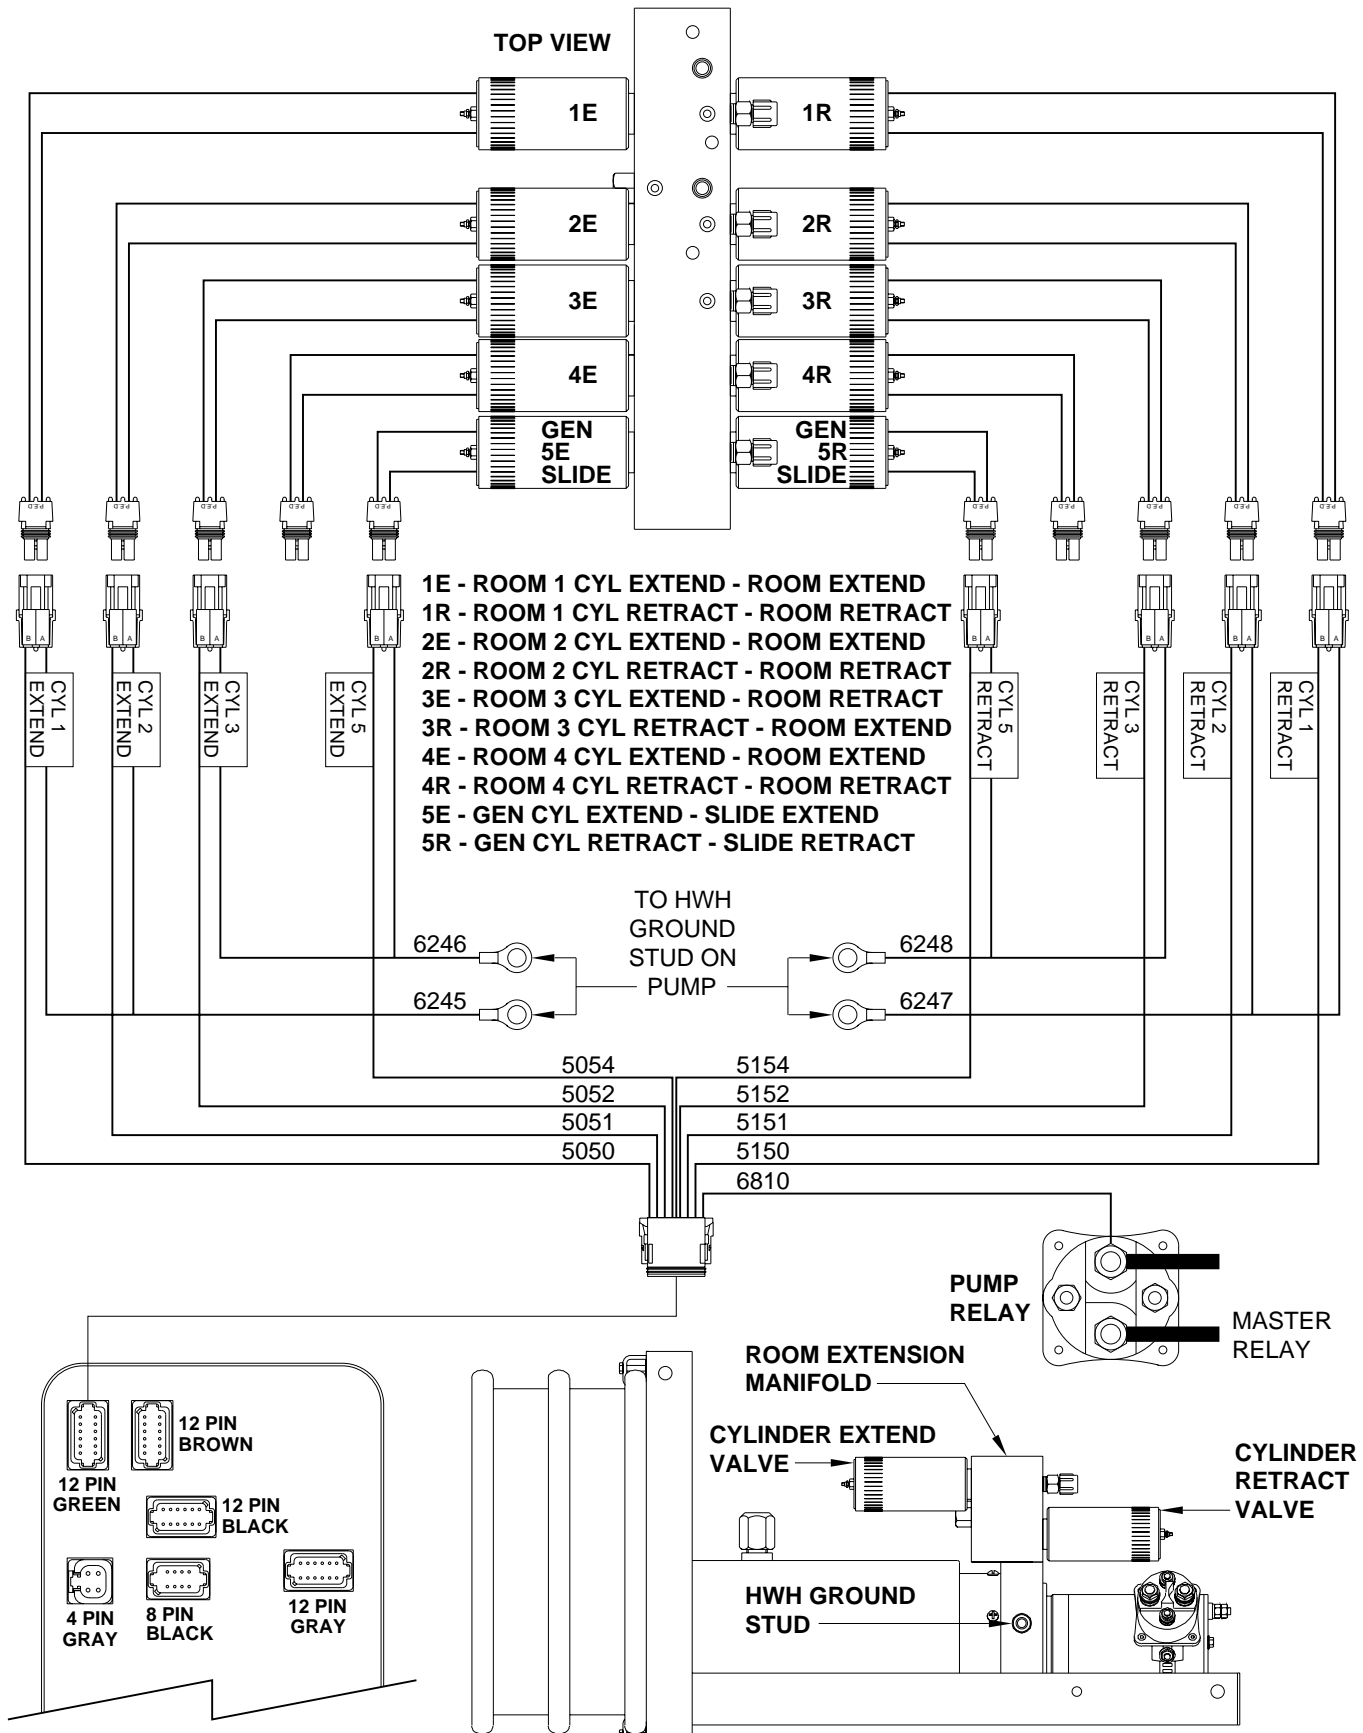 TOP VIEW
1E
1R
2E
2R
3E
3R
4E
4R
GEN
5E
SLIDE
GEN
5R
SLIDE
B A
B A
B A
B A
B A
B A
B A
B A
CYL 1
EXTEND
CYL 2
EXTEND
CYL 3
EXTEND
CYL 5
EXTEND
CYL 5
RETRACT
CYL 3
RETRACT
CYL 2
RETRACT
CYL 1
RETRACT
1E - ROOM 1 CYL EXTEND - ROOM EXTEND
1R - ROOM 1 CYL RETRACT - ROOM RETRACT
2E - ROOM 2 CYL EXTEND - ROOM EXTEND
2R - ROOM 2 CYL RETRACT - ROOM RETRACT
3E - ROOM 3 CYL EXTEND - ROOM RETRACT
3R - ROOM 3 CYL RETRACT - ROOM EXTEND
4E - ROOM 4 CYL EXTEND - ROOM EXTEND
4R - ROOM 4 CYL RETRACT - ROOM RETRACT
5E - GEN CYL EXTEND - SLIDE EXTEND
5R - GEN CYL RETRACT - SLIDE RETRACT
TO HWH
GROUND
STUD ON
PUMP
6246
6248
6245
6247
5054
5154
5052
5152
5051
5151
5050
5150
6810
PUMP
RELAY
MASTER
RELAY
ROOM EXTENSION
MANIFOLD
CYLINDER EXTEND
VALVE
CYLINDER
RETRACT
VALVE
HWH GROUND
STUD
12 PIN
GREEN
12 PIN
BROWN
12 PIN
BLACK
4 PIN
GRAY
8 PIN
BLACK
12 PIN
GRAY